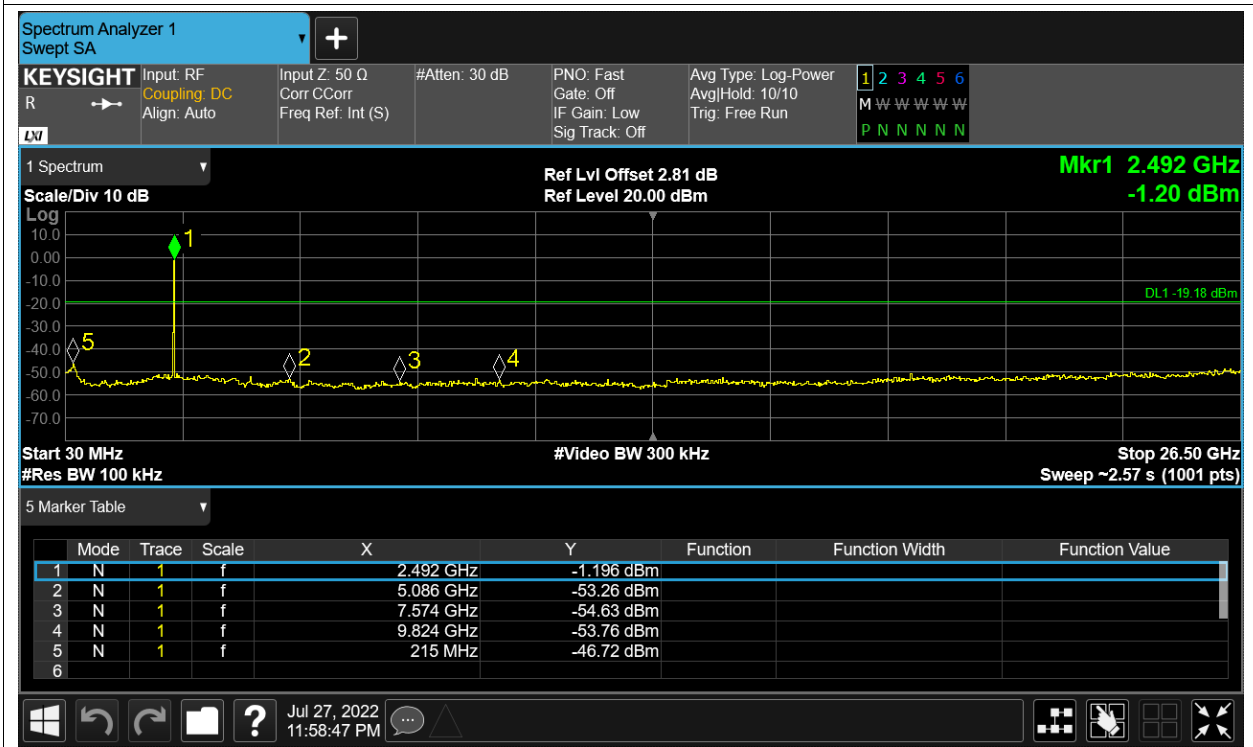 Spectrum Analyzer 1
Swept SA
KEYSIGHT
R
LXI
Input: RF
Coupling: DC
Align: Auto
Input Z: 50 Ω
Corr CCorr
Freq Ref: Int (S)
#Atten: 30 dB
PNO: Fast
Gate: Off
IF Gain: Low
Sig Track: Off
Avg Type: Log-Power
Avg|Hold: 10/10
Trig: Free Run
1 2 3 4 5 6
M W W W W W
P N N N N N
1 Spectrum
Scale/Div 10 dB
Ref Lvl Offset 2.81 dB
Ref Level 20.00 dBm
Mkr1 2.492 GHz
-1.20 dBm
Log
10.0
0.00
-10.0
-20.0
-30.0
-40.0
-50.0
-60.0
-70.0
1
DL1 -19.18 dBm
5
2
3
4
Start 30 MHz
#Res BW 100 kHz
#Video BW 300 kHz
Stop 26.50 GHz
Sweep ~2.57 s (1001 pts)
5 Marker Table
Mode Trace Scale X Y Function Function Width Function Value
1 N 1 f 2.492 GHz -1.196 dBm
2 N 1 f 5.086 GHz -53.26 dBm
3 N 1 f 7.574 GHz -54.63 dBm
4 N 1 f 9.824 GHz -53.76 dBm
5 N 1 f 215 MHz -46.72 dBm
6
?
Jul 27, 2022
11:58:47 PM